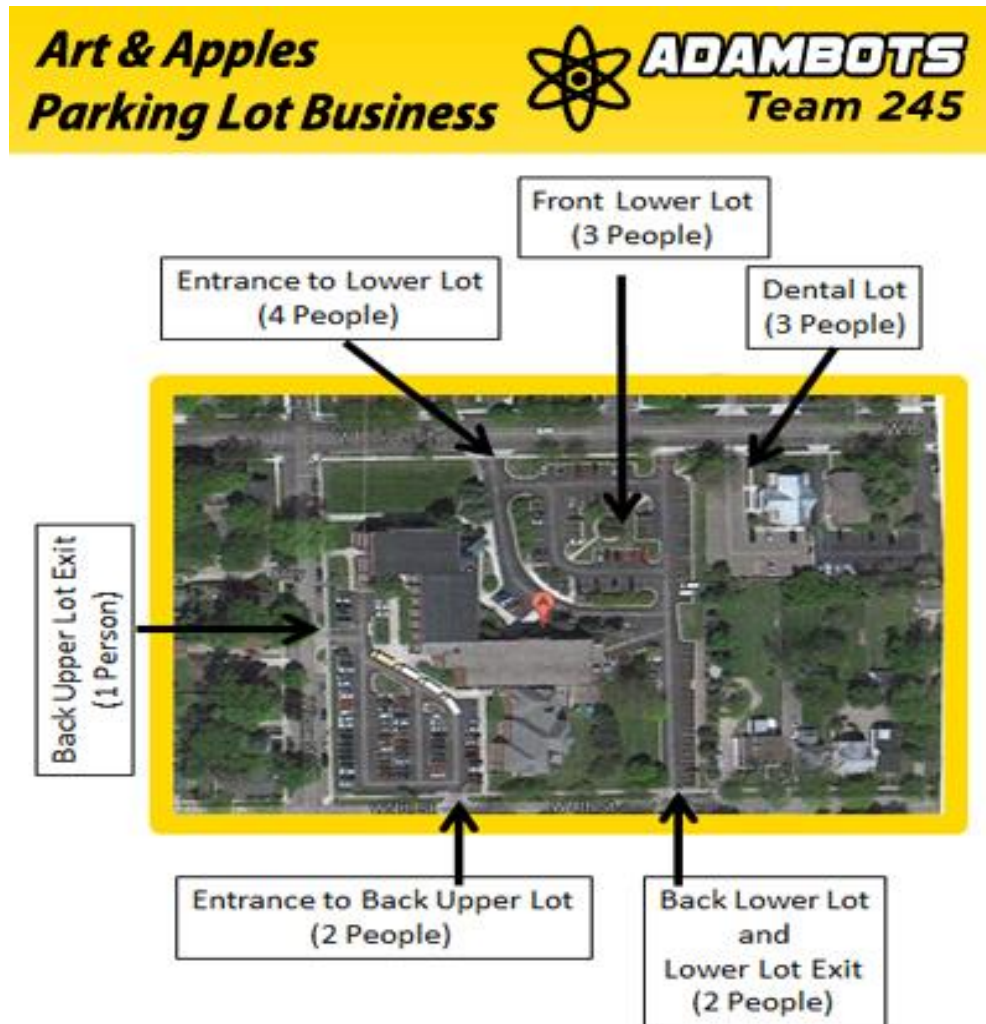 Art & Apples
Parking Lot Business
ADAMBOTS
Team 245
Front Lower Lot
(3 People)
Entrance to Lower Lot
(4 People)
Dental Lot
(3 People)
Back Upper Lot Exit
(1 Person)
Entrance to Back Upper Lot
(2 People)
Back Lower Lot
and
Lower Lot Exit
(2 People)